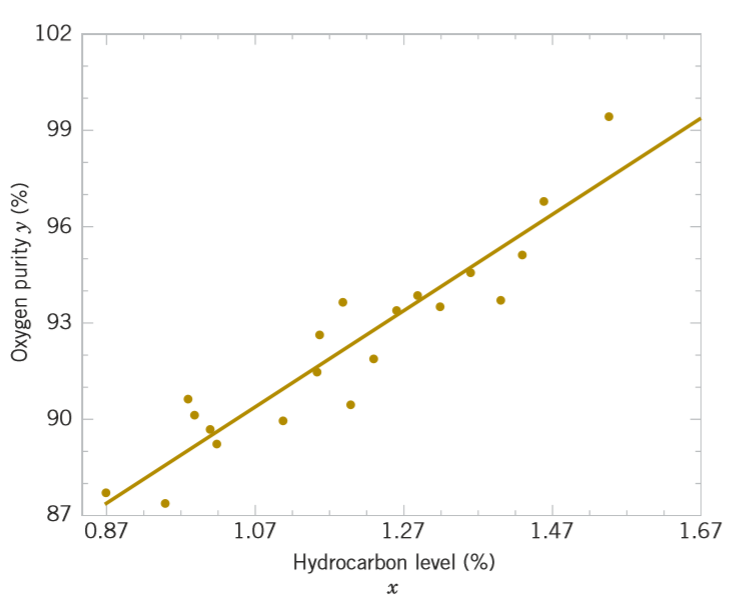 102
99
96
93
90
87
Oxygen purity y (%)
0.87 1.07 1.27 1.47 1.67
Hydrocarbon level (%)
x